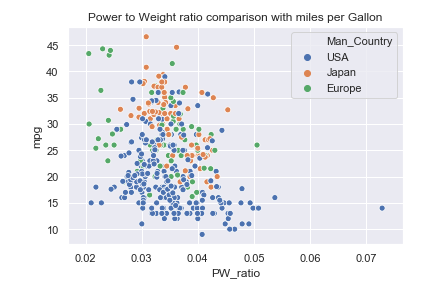 Power to Weight ratio comparison with miles per Gallon
Man_Country
USA
Japan
Europe
45
40
35
30
25
20
15
10
mpg
0.02 0.03 0.04 0.05 0.06 0.07
PW_ratio